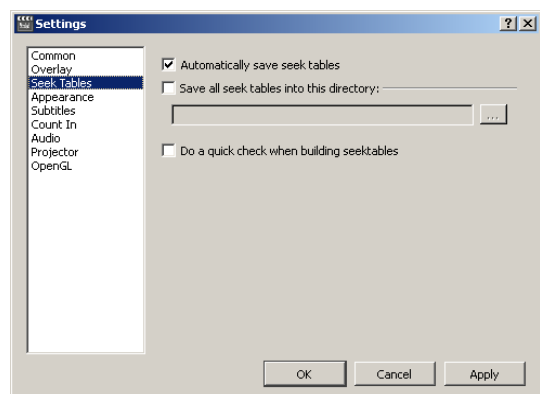 Settings
Common
Overlay
Seek Tables
Appearance
Subtitles
Count In
Audio
Projector
OpenGL
Automatically save seek tables
Save all seek tables into this directory:
...
Do a quick check when building seektables
OK
Cancel
Apply